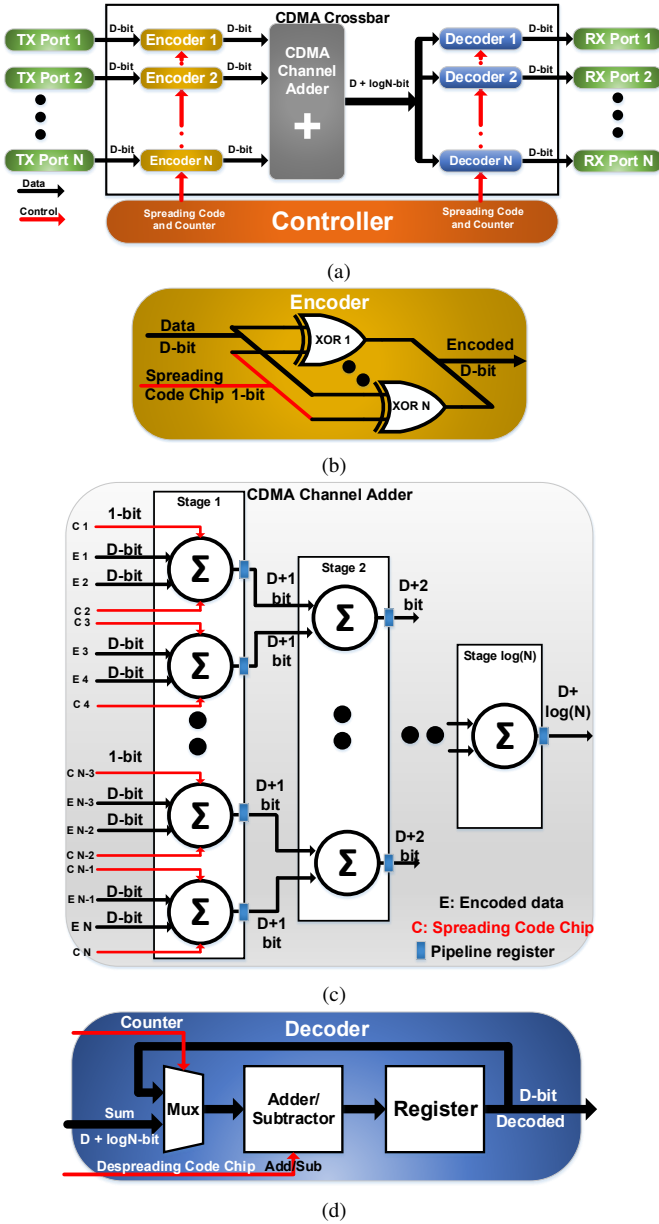 CDMA Crossbar
TX Port 1 D-bit Encoder 1 D-bit CDMA Channel Adder Decoder 1 D-bit RX Port 1
TX Port 2 D-bit Encoder 2 D-bit + D + logN-bit Decoder 2 D-bit RX Port 2
TX Port N D-bit Encoder N D-bit Decoder N D-bit RX Port N
Data
Control
Spreading Code and Counter
Controller
Spreading Code and Counter
(a)
Encoder
Data
D-bit
XOR 1
Encoded
D-bit
Spreading
Code Chip 1-bit
XOR N
(b)
CDMA Channel Adder
Stage 1
1-bit
C 1
E 1 D-bit
Σ
E 2 D-bit
C 2
C 3
E 3 D-bit
Σ
E 4 D-bit
C 4
1-bit
C N-3
E N-3 D-bit
Σ
E N-2 D-bit
C N-2
C N-1
E N-1 D-bit
Σ
E N D-bit
C N
D+1 bit
D+1 bit
D+1 bit
D+1 bit
Stage 2
Σ
D+2 bit
Σ
D+2 bit
Stage log(N)
Σ
D+ log(N)
E: Encoded data
C: Spreading Code Chip
Pipeline register
(c)
Counter
Decoder
Sum
D + logN-bit
Mux
Adder/ Subtractor
Register
D-bit
Decoded
Despreading Code Chip
Add/Sub
(d)